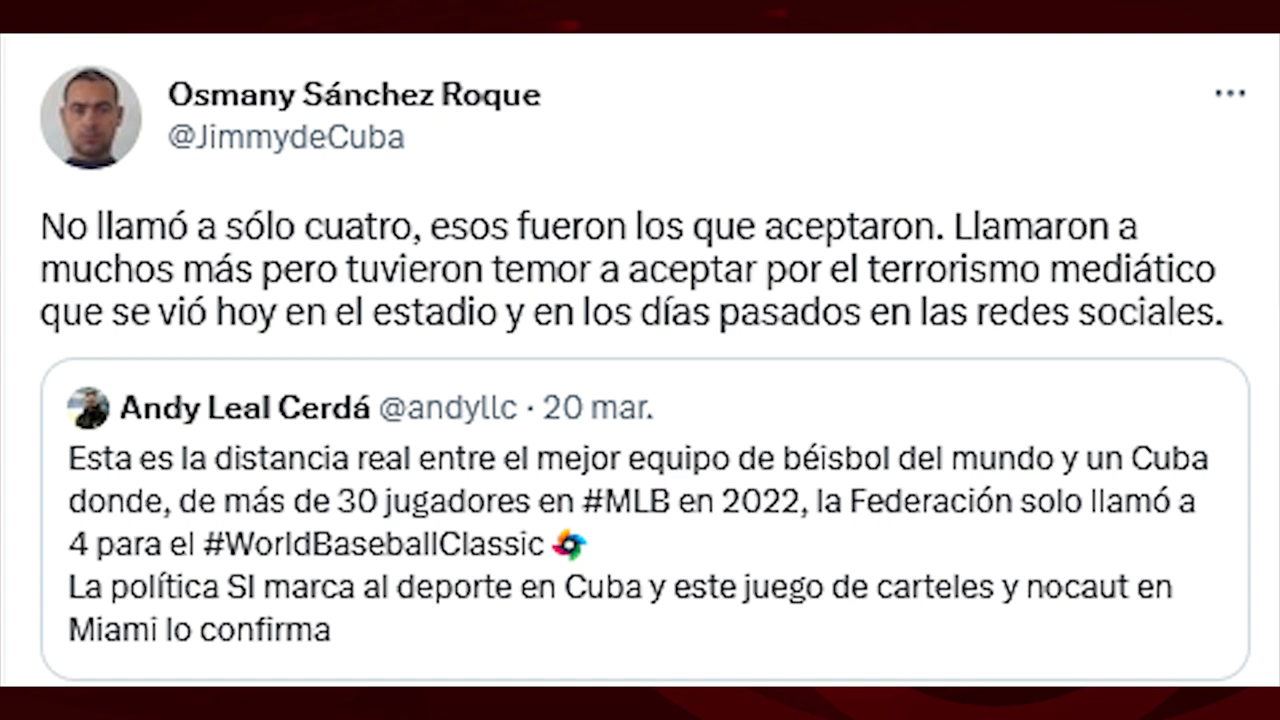 Osmany Sánchez Roque
@JimmydeCuba
No llamó a sólo cuatro, esos fueron los que aceptaron. Llamaron a
muchos más pero tuvieron temor a aceptar por el terrorismo mediático
que se vió hoy en el estadio y en los días pasados en las redes sociales.
Andy Leal Cerdá @andyllc · 20 mar.
Esta es la distancia real entre el mejor equipo de béisbol del mundo y un Cuba
donde, de más de 30 jugadores en #MLB en 2022, la Federación solo llamó a
4 para el #WorldBaseballClassic
La política SI marca al deporte en Cuba y este juego de carteles y nocaut en
Miami lo confirma